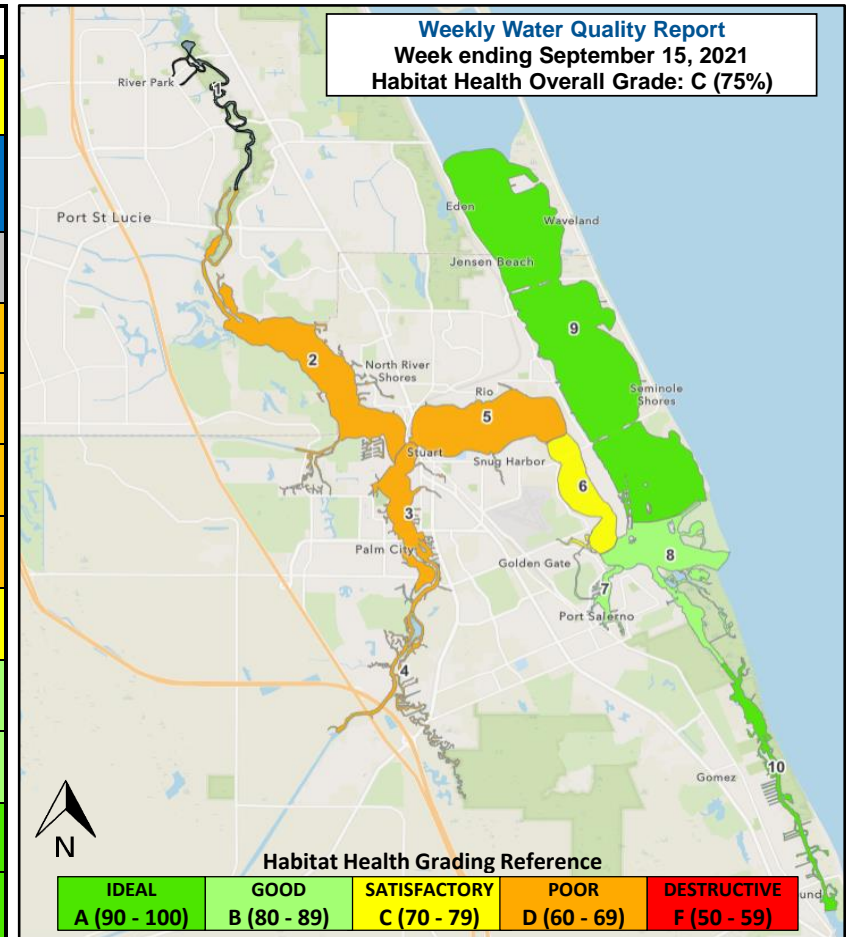 Weekly Water Quality Report
Week ending September 15, 2021
Habitat Health Overall Grade: C (75%)
River Park
1
Port St Lucie
Eden
Waveland
Jensen Beach
9
2
North River
Shores
Rio
Seminole
Shores
5
Stuart
Snug Harbor
6
3
Palm City
Golden Gate
8
7
Port Salerno
4
Gomez
10
N
Habitat Health Grading Reference
IDEAL
A (90 - 100)
GOOD
B (80 - 89)
SATISFACTORY
C (70 - 79)
POOR
D (60 - 69)
DESTRUCTIVE
F (50 - 59)